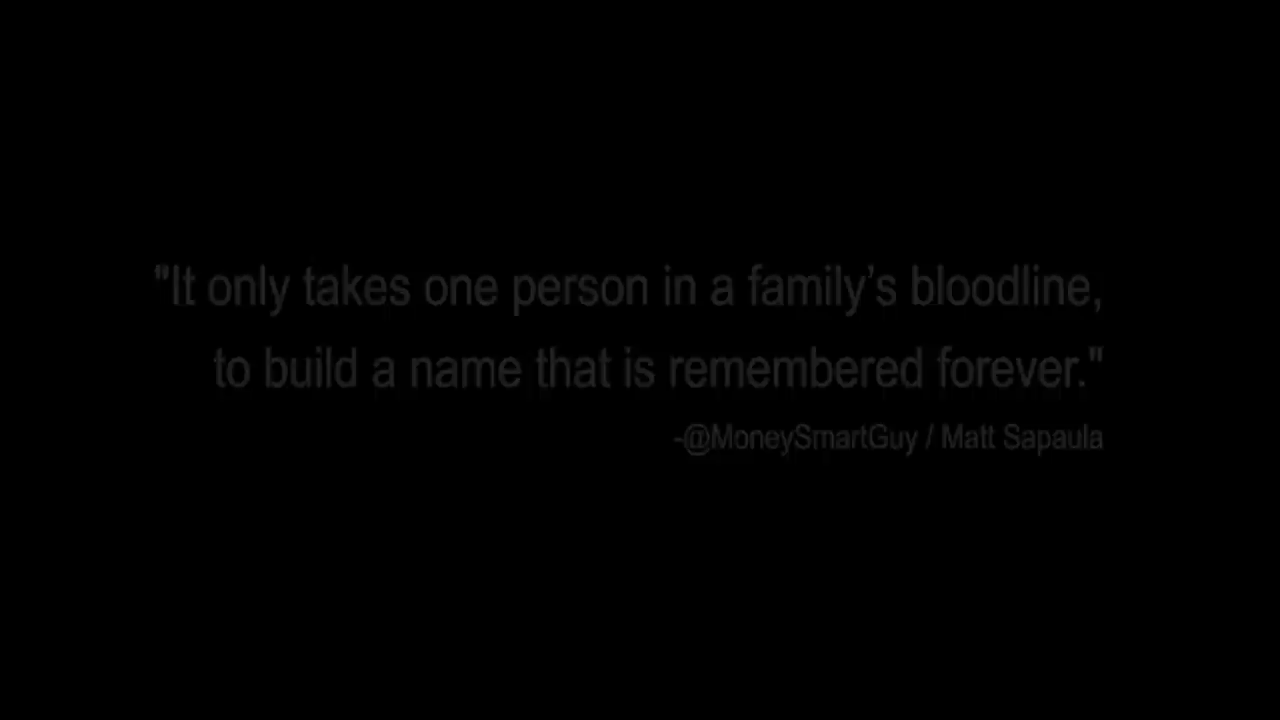 "It only takes one person in a family’s bloodline,
to build a name that is remembered forever."
-@MoneySmartGuy / Matt Sapaula